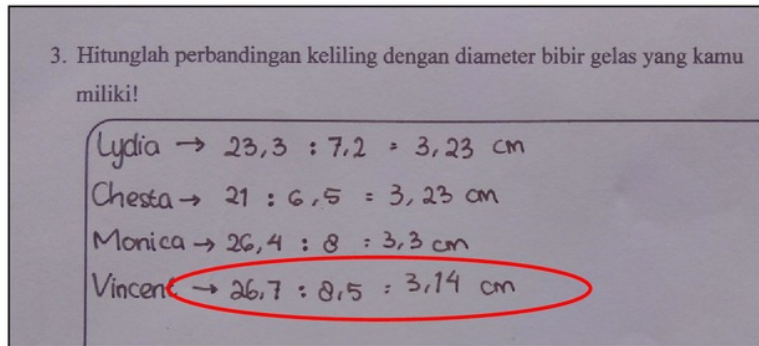 3. Hitunglah perbandingan keliling dengan diameter bibir gelas yang kamu
miliki!
Lydia → 23,3 : 7,2 = 3,23 cm
Chesta → 21 : 6,5 = 3,23 cm
Monica → 26,4 : 8 = 3,3 cm
Vincent → 26,7 : 8,5 = 3,14 cm